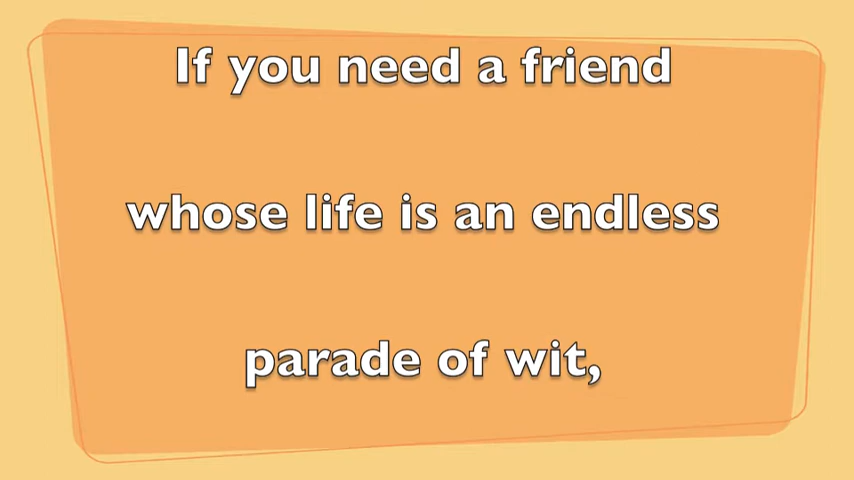 If you need a friend
whose life is an endless
parade of wit,